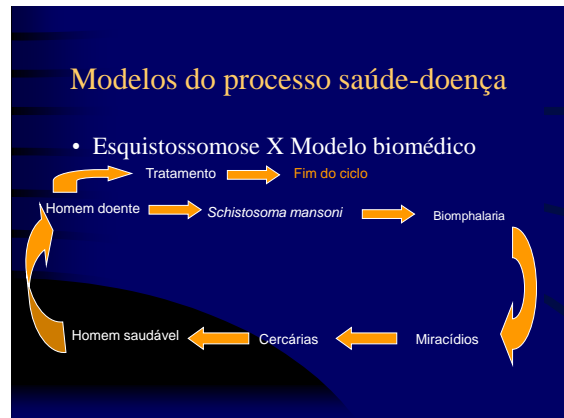 Modelos do processo saúde-doença
• Esquistossomose X Modelo biomédico
Tratamento Fim do ciclo
Homem doente Schistosoma mansoni Biomphalaria
Homem saudável Cercárias Miracídios